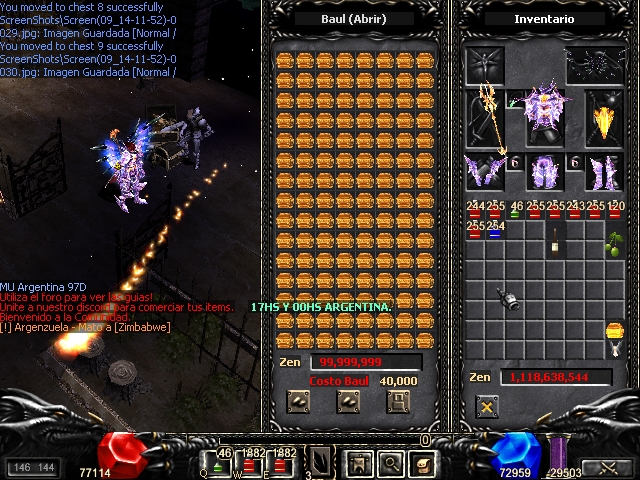 You moved to chest 8 successfully
ScreenShots\Screen(09_14-11-52)-0
029.jpg: Imagen Guardada [Normal /
You moved to chest 9 successfully
ScreenShots\Screen(09_14-11-52)-0
030.jpg: Imagen Guardada [Normal /
Baul (Abrir)
Inventario
6 6
244 255 46 255 255 243 255 120
255 254
MU Argentina 97D
Utiliza el foro para ver las guias!
Unite a nuestro discord para comerciar tus items.
17HS Y 00HS ARGENTINA.
Bienvenido a la Comunidad.
[!] Argenzuela - Mato a [Zimbabwe]
Zen 99,999,999
Costo Baul 40,000
Zen 1,118,638,544
0
46 1882 1882
Q W E
146 144
77114
3
72959
-29503